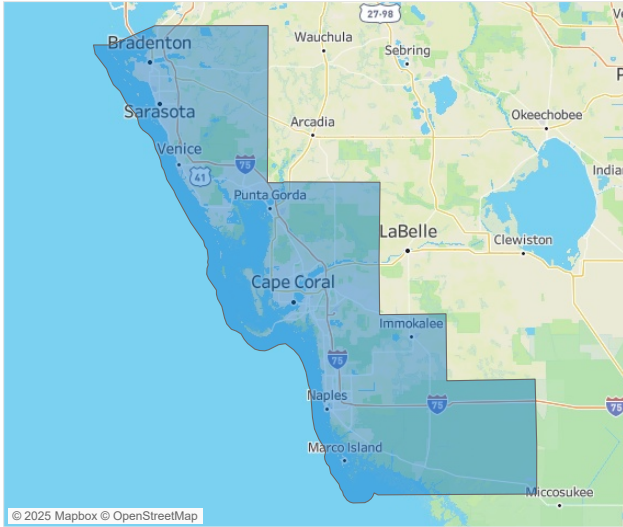 27-98
Bradenton
Wauchula
Sebring
Sarasota
Arcadia
Okeechobee
Venice
75
41
Punta Gorda
India
LaBelle
Clewiston
Cape Coral
Immokalee
75
Naples
75
75
Marco Island
Miccosukee
© 2025 Mapbox © OpenStreetMap